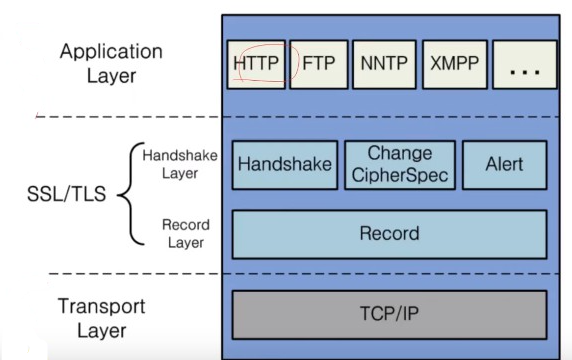 Application
Layer
HTTP FTP NNTP XMPP ...
SSL/TLS
Handshake
Layer
Handshake
Change
CipherSpec
Alert
Record
Layer
Record
Transport
Layer
TCP/IP